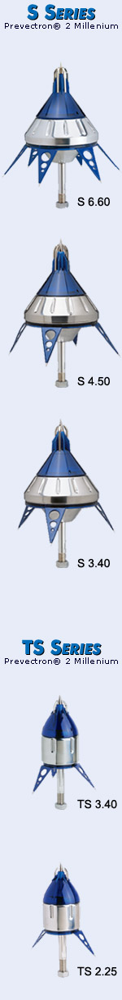 S Series
Prevectron® 2 Millenium
S 6.60
S 4.50
S 3.40
TS Series
Prevectron® 2 Millenium
TS 3.40
TS 2.25